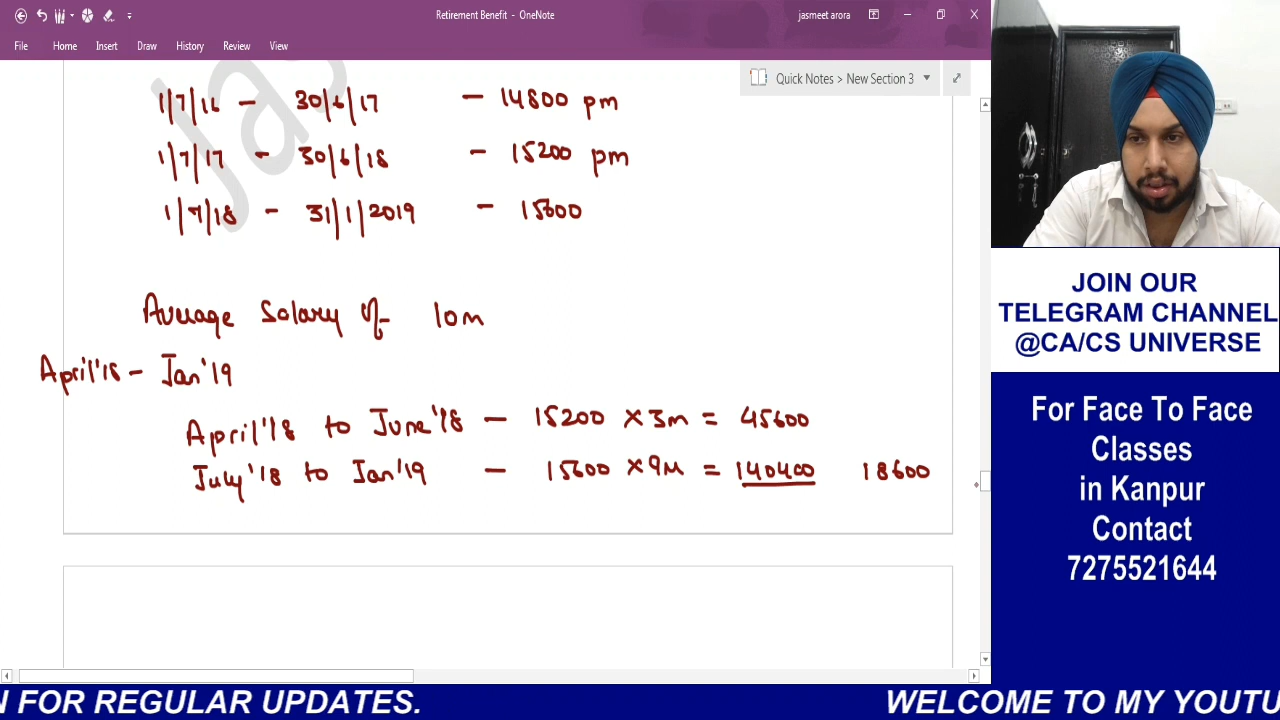 Retirement Benefit - OneNote
jasmeet arora
File Home Insert Draw History Review View
Quick Notes > New Section 3
Jas
1/7/16 - 30/6/17 - 14800 pm
1/7/17 - 30/6/18 - 15200 pm
1/7/18 - 31/1/2019 - 15600
Average Salary of 10m
April'18 - Jan'19
April'18 to June'18 - 15200 x 3m = 45600
July'18 to Jan'19 - 15600 x 9m = 140400 18600
JOIN OUR
TELEGRAM CHANNEL
@CA/CS UNIVERSE
For Face To Face
Classes
in Kanpur
Contact
7275521644
N FOR REGULAR UPDATES. WELCOME TO MY YOUTU